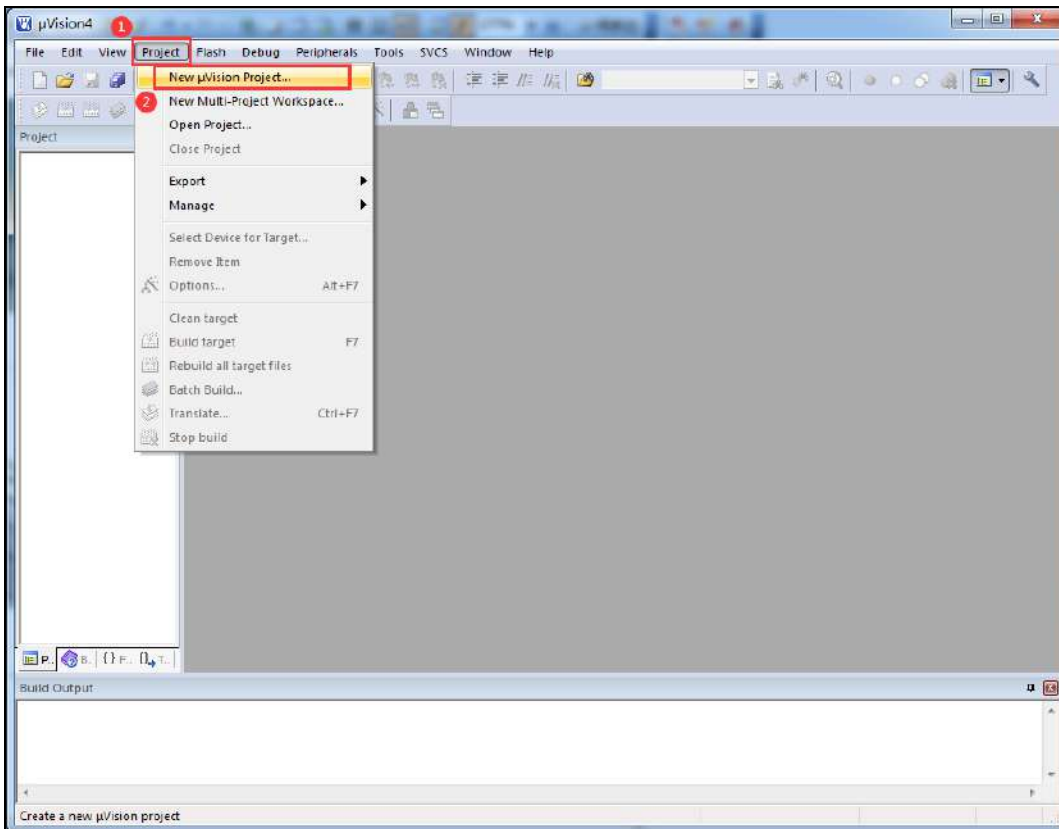 μVision4
1
File Edit View Project Flash Debug Peripherals Tools SVCS Window Help
New μVision Project...
2 New Multi-Project Workspace...
Open Project...
Close Project
Export
Manage
Select Device for Target...
Remove Item
Options... Alt+F7
Clean target
Build target F7
Rebuild all target files
Batch Build...
Translate... Ctrl+F7
Stop build
Project
P.. B.. {} F.. T..
Build Output
Create a new μVision project